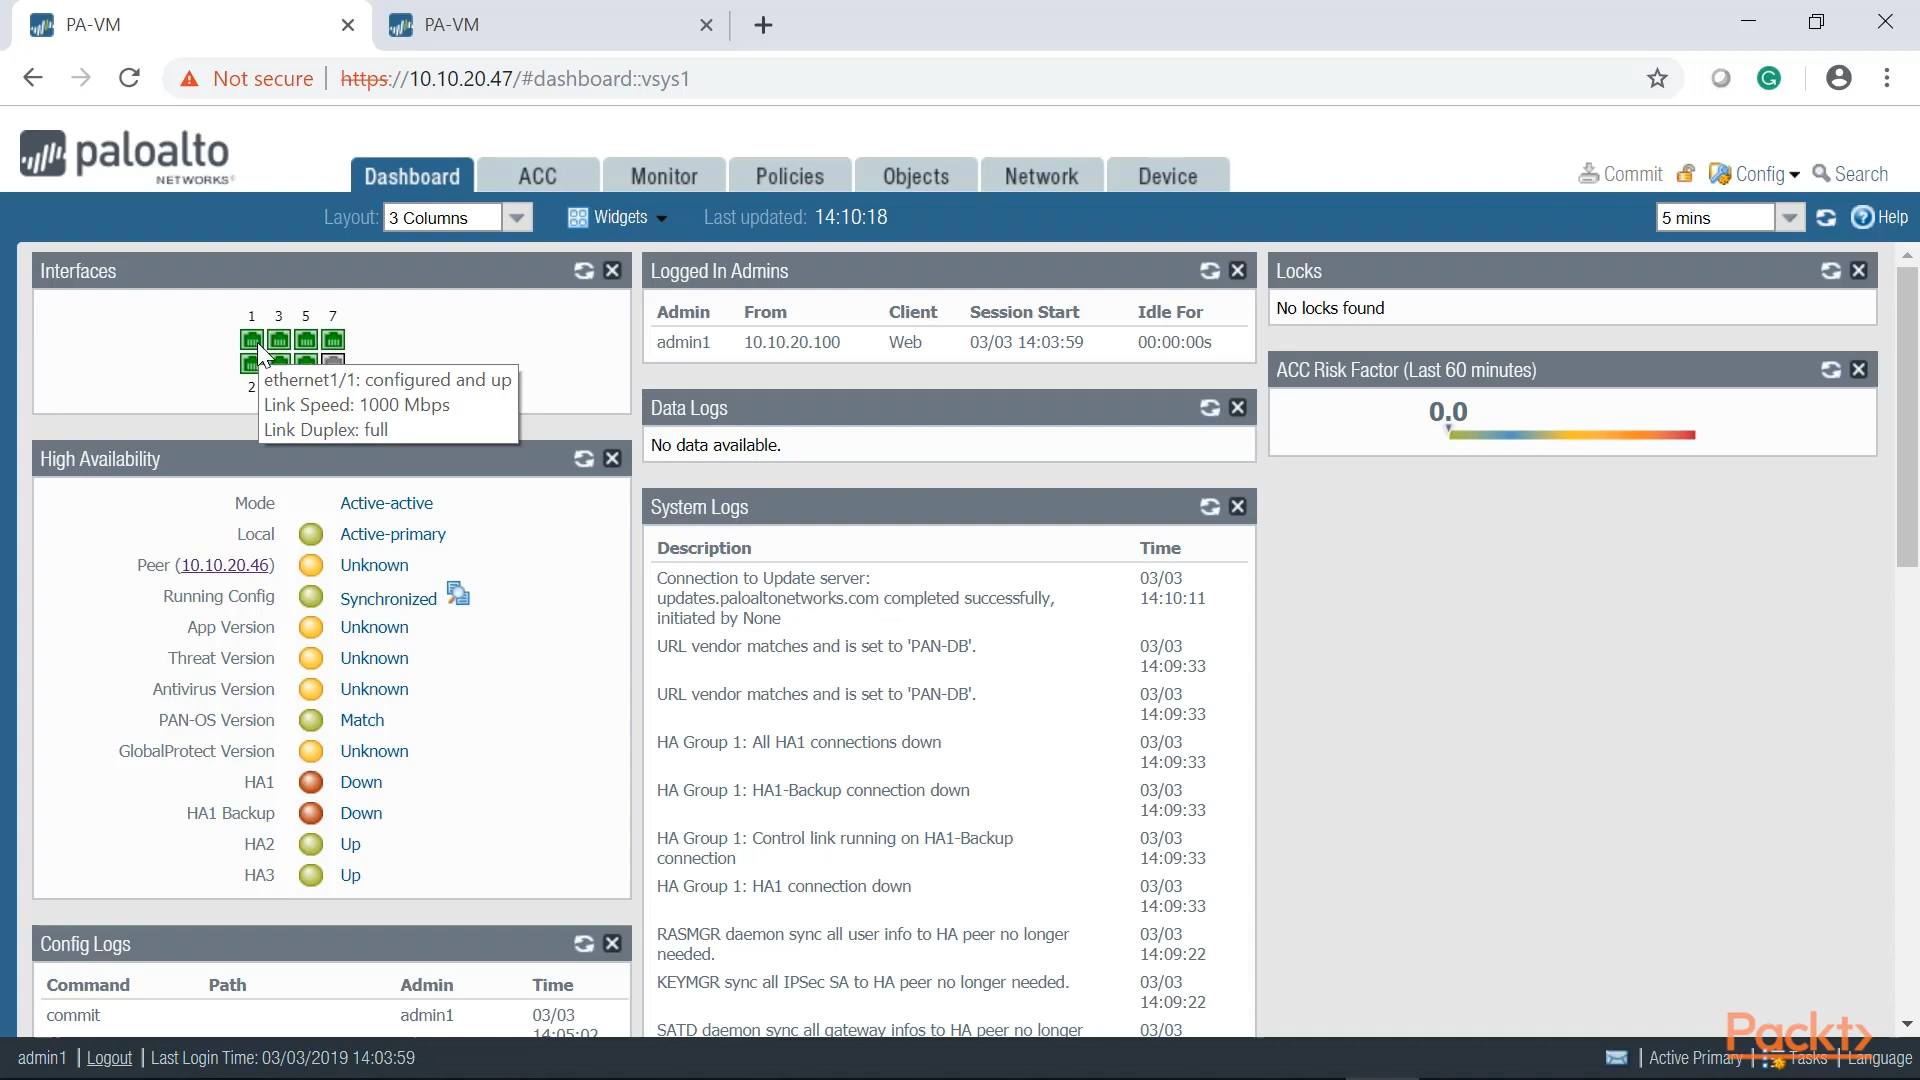 PA-VM
PA-VM
Not secure
https://10.10.20.47/#dashboard::vsys1
paloalto
NETWORKS®
Dashboard
ACC
Monitor
Policies
Objects
Network
Device
Commit
Config
Search
Layout:
3 Columns
Widgets
Last updated: 14:10:18
5 mins
Help
Interfaces
1 3 5 7
2
ethernet1/1: configured and up
Link Speed: 1000 Mbps
Link Duplex: full
High Availability
Mode Active-active
Local Active-primary
Peer (10.10.20.46) Unknown
Running Config Synchronized
App Version Unknown
Threat Version Unknown
Antivirus Version Unknown
PAN-OS Version Match
GlobalProtect Version Unknown
HA1 Down
HA1 Backup Down
HA2 Up
HA3 Up
Config Logs
Command Path Admin Time
commit admin1 03/03
14:05:02
Logged In Admins
Admin From Client Session Start Idle For
admin1 10.10.20.100 Web 03/03 14:03:59 00:00:00s
Data Logs
No data available.
System Logs
Description Time
Connection to Update server: 03/03
updates.paloaltonetworks.com completed successfully, 14:10:11
initiated by None
URL vendor matches and is set to 'PAN-DB'. 03/03
14:09:33
URL vendor matches and is set to 'PAN-DB'. 03/03
14:09:33
HA Group 1: All HA1 connections down 03/03
14:09:33
HA Group 1: HA1-Backup connection down 03/03
14:09:33
HA Group 1: Control link running on HA1-Backup 03/03
connection 14:09:33
HA Group 1: HA1 connection down 03/03
14:09:33
RASMGR daemon sync all user info to HA peer no longer 03/03
needed. 14:09:22
KEYMGR sync all IPSec SA to HA peer no longer needed. 03/03
14:09:22
SATD daemon sync all gateway infos to HA peer no longer 03/03
Locks
No locks found
ACC Risk Factor (Last 60 minutes)
0.0
Packt>
admin1 | Logout | Last Login Time: 03/03/2019 14:03:59
| Active Primary | Tasks | Language